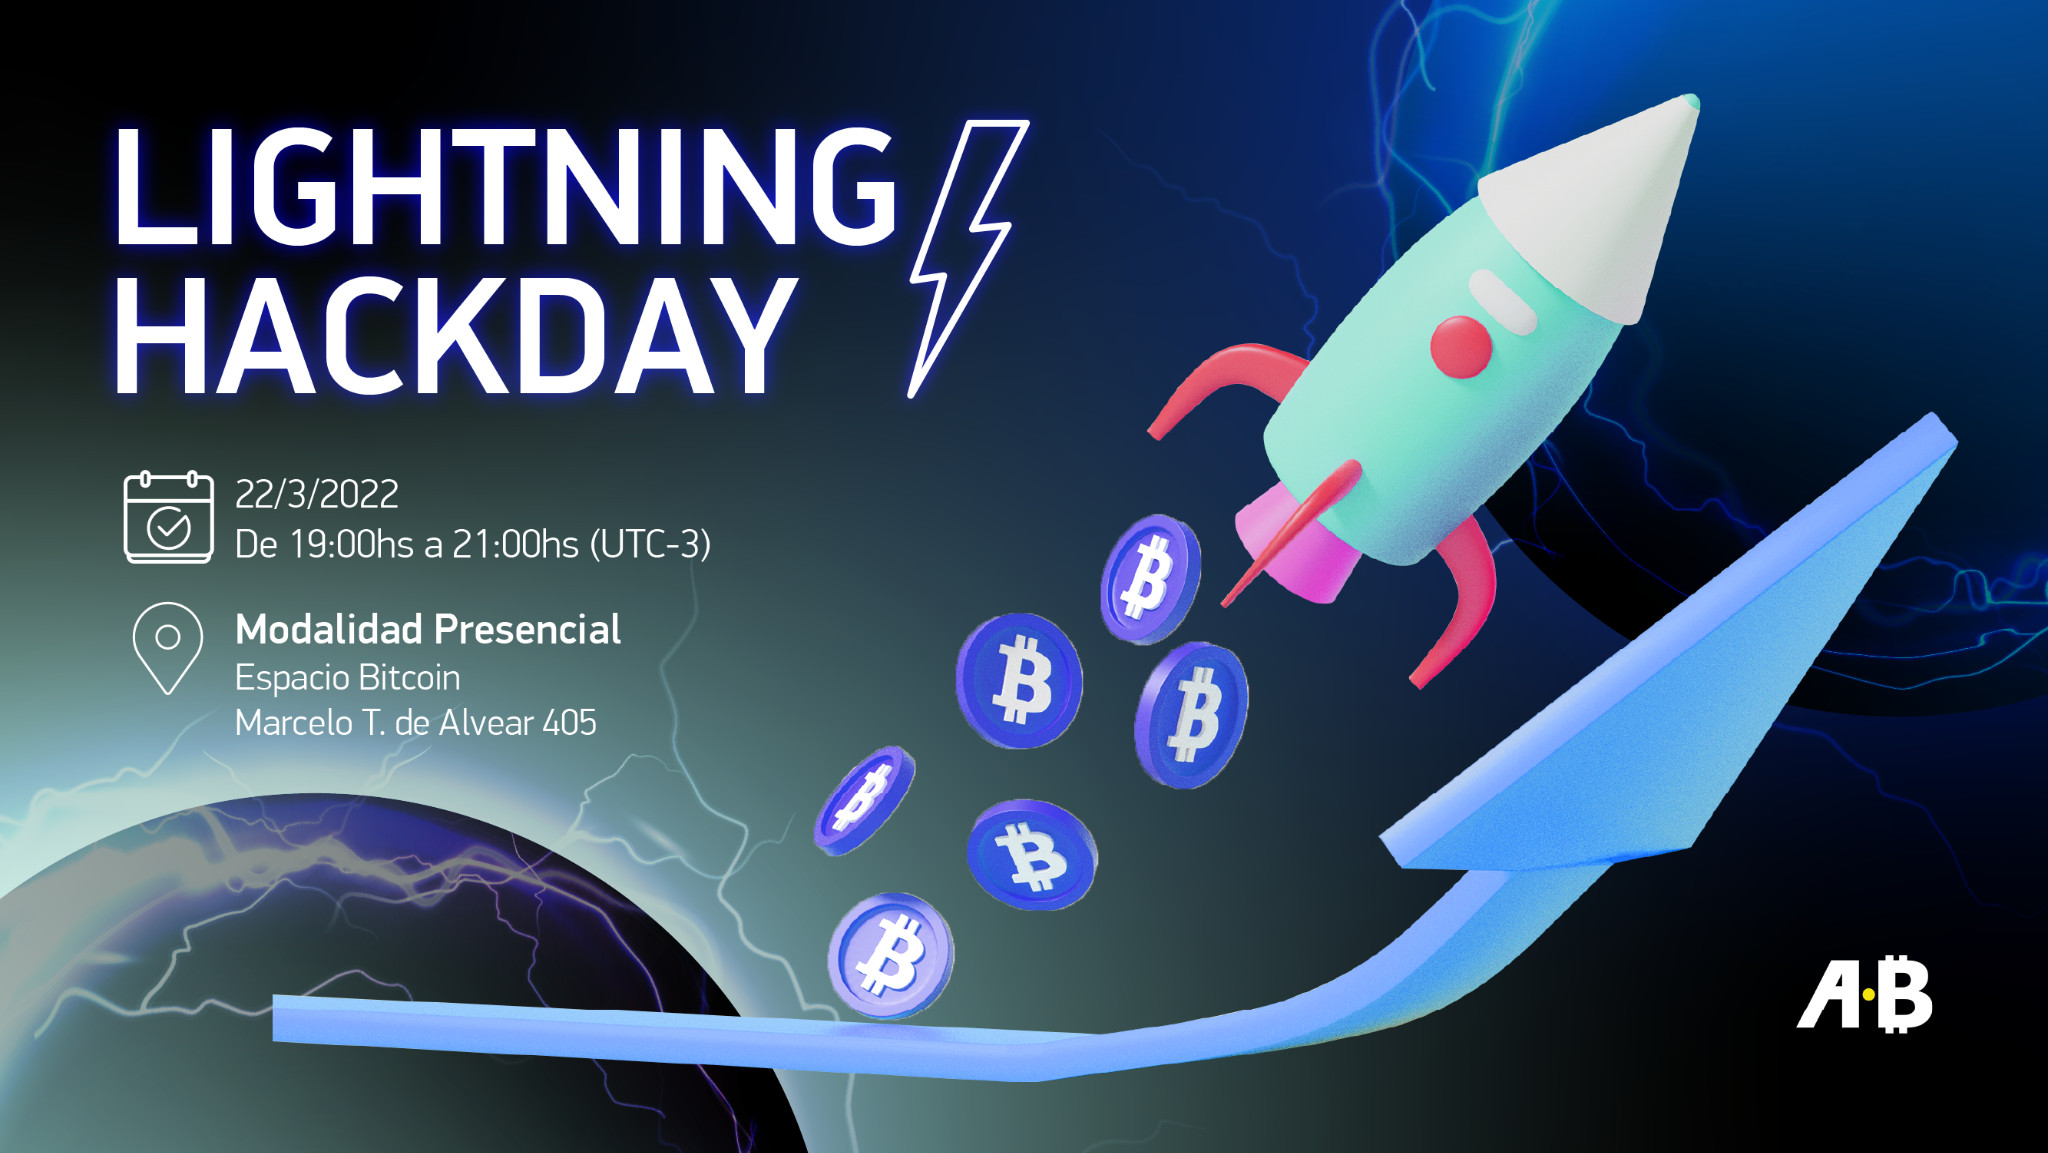 LIGHTNING
HACKDAY
22/3/2022
De 19:00hs a 21:00hs (UTC-3)
Modalidad Presencial
Espacio Bitcoin
Marcelo T. de Alvear 405
A·B